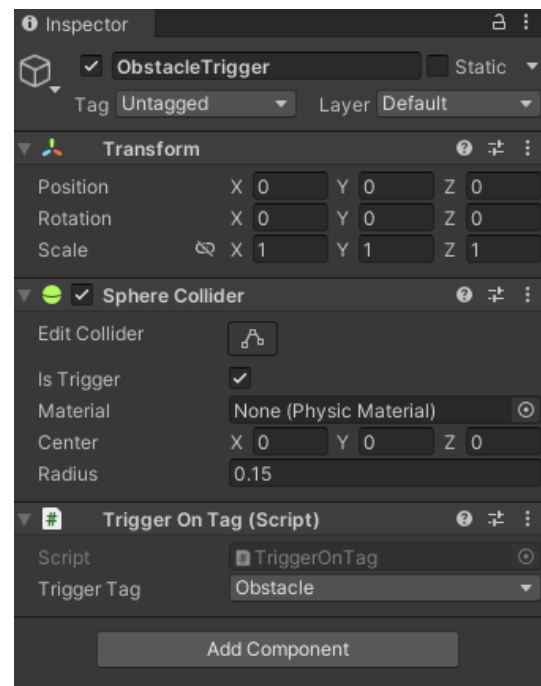 Inspector
ObstacleTrigger Static
Tag Untagged Layer Default
Transform
Position X 0 Y 0 Z 0
Rotation X 0 Y 0 Z 0
Scale X 1 Y 1 Z 1
Sphere Collider
Edit Collider
Is Trigger
Material None (Physic Material)
Center X 0 Y 0 Z 0
Radius 0.15
# Trigger On Tag (Script)
Script # TriggerOnTag
Trigger Tag Obstacle
Add Component